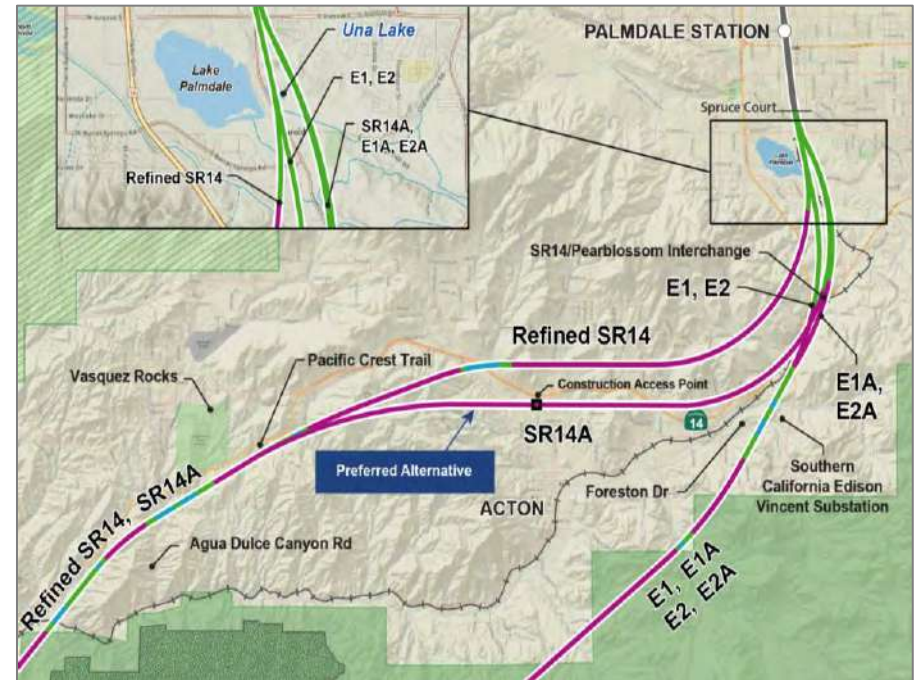 Una Lake
Lake
Palmdale
E1, E2
SR14A,
E1A, E2A
Refined SR14
PALMDALE STATION
Spruce Court
Lake
Palmdale
SR14/Pearblossom Interchange
E1, E2
Refined SR14
Pacific Crest Trail
Vasquez Rocks
Construction Access Point
E1A,
E2A
SR14A
14
Preferred Alternative
Foreston Dr
Southern
California Edison
Vincent Substation
ACTON
Refined SR14, SR14A
Agua Dulce Canyon Rd
E1, E1A
E2, E2A